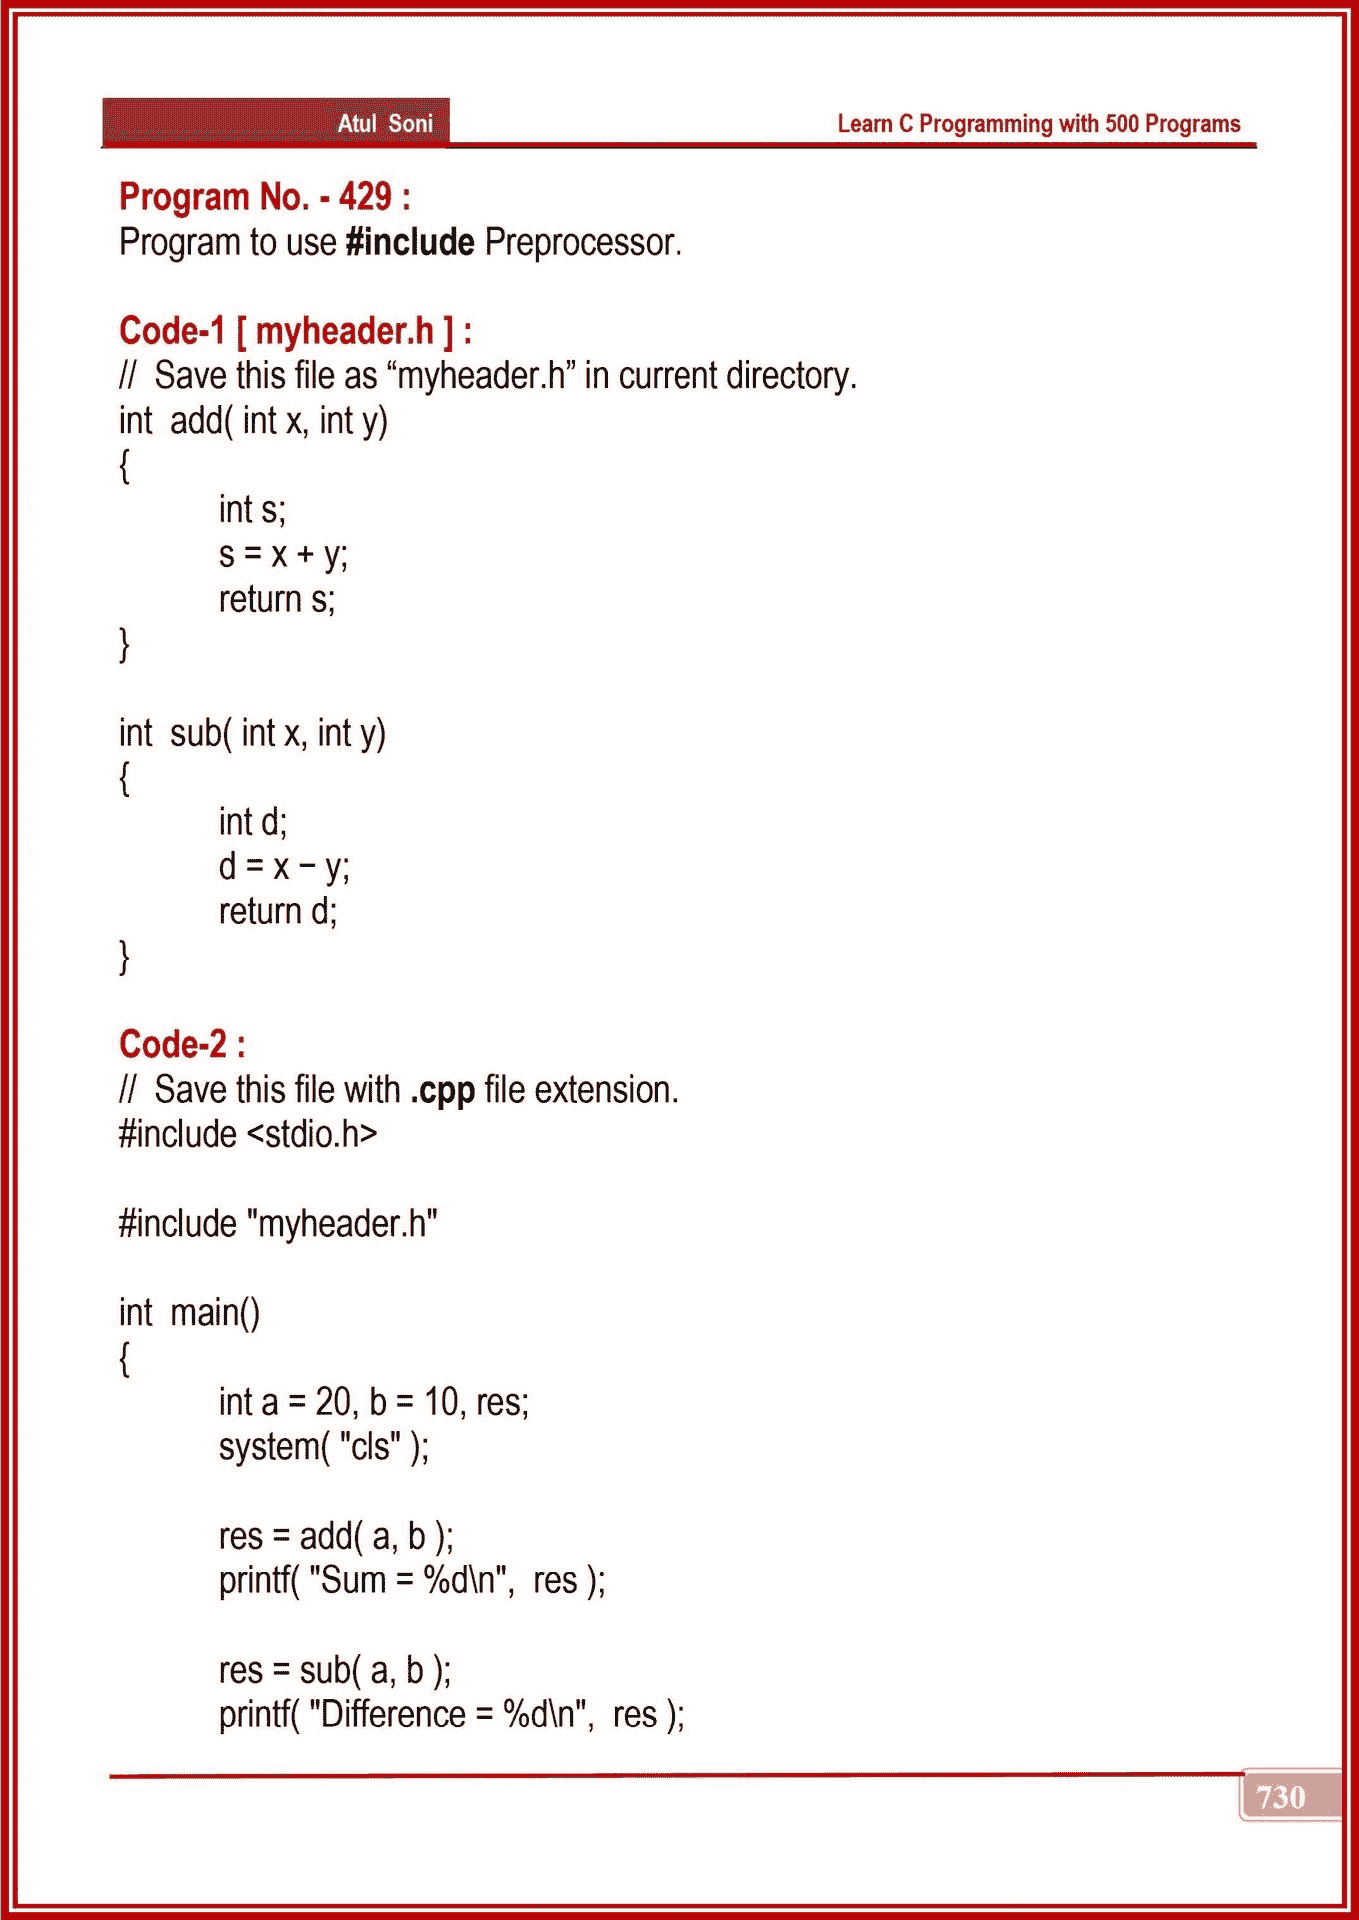 Atul Soni
Learn C Programming with 500 Programs
Program No. - 429 :
Program to use #include Preprocessor.
Code-1 [ myheader.h ] :
// Save this file as “myheader.h” in current directory.
int add( int x, int y)
{
int s;
s = x + y;
return s;
}
int sub( int x, int y)
{
int d;
d = x − y;
return d;
}
Code-2 :
// Save this file with .cpp file extension.
#include <stdio.h>
#include "myheader.h"
int main()
{
int a = 20, b = 10, res;
system( "cls" );
res = add( a, b );
printf( "Sum = %d\n", res );
res = sub( a, b );
printf( "Difference = %d\n", res );
730